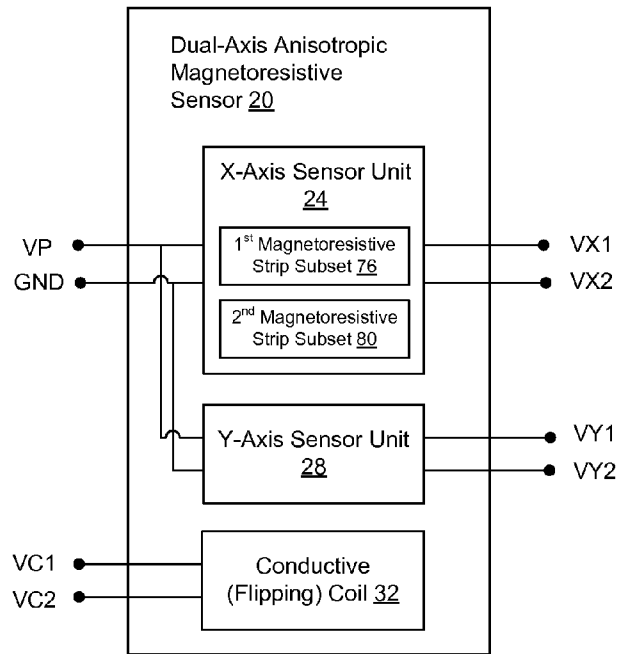 Dual-Axis Anisotropic
Magnetoresistive
Sensor 20
X-Axis Sensor Unit
24
1st Magnetoresistive
Strip Subset 76
2nd Magnetoresistive
Strip Subset 80
VP
GND
VX1
VX2
Y-Axis Sensor Unit
28
VY1
VY2
VC1
VC2
Conductive
(Flipping) Coil 32